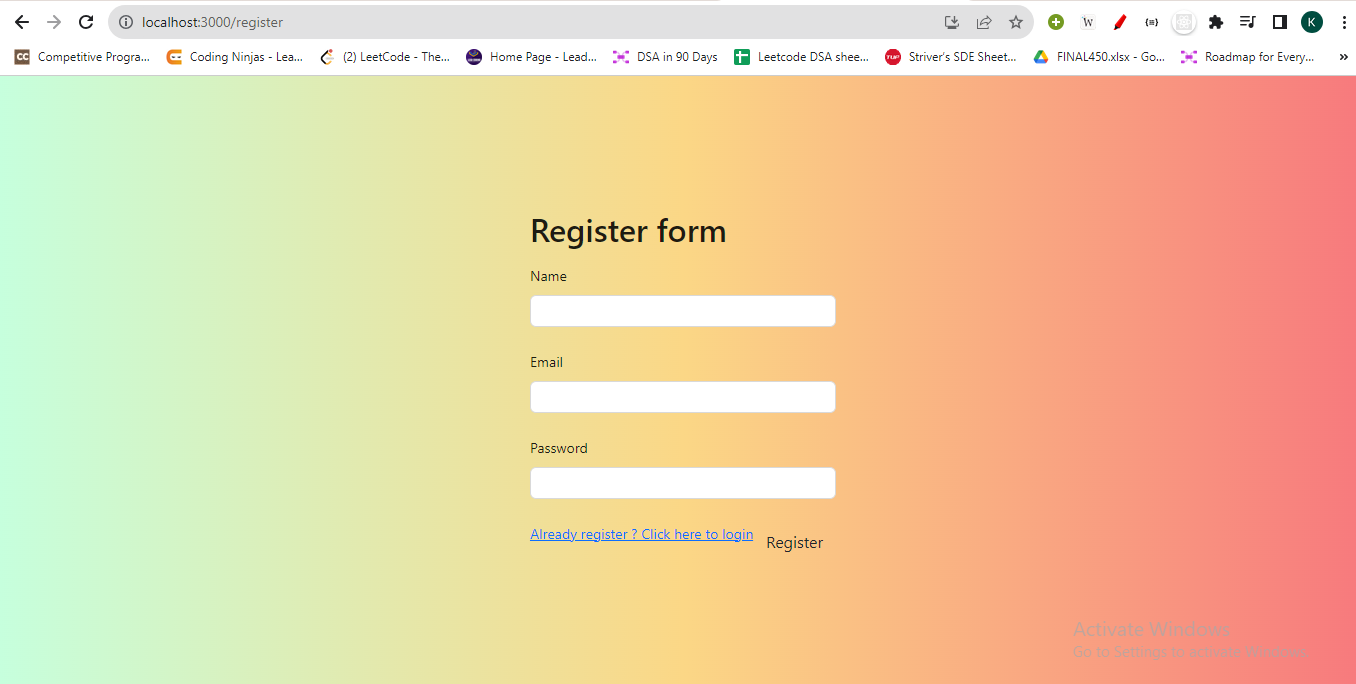 localhost:3000/register
W
K
CC Competitive Progra...
Coding Ninjas - Lea...
(2) LeetCode - The...
Home Page - Lead...
DSA in 90 Days
Leetcode DSA shee...
Striver's SDE Sheet...
FINAL450.xlsx - Go...
Roadmap for Every...
»
Register form
Name
Email
Password
Already register ? Click here to login
Register
Activate Windows
Go to Settings to activate Windows.